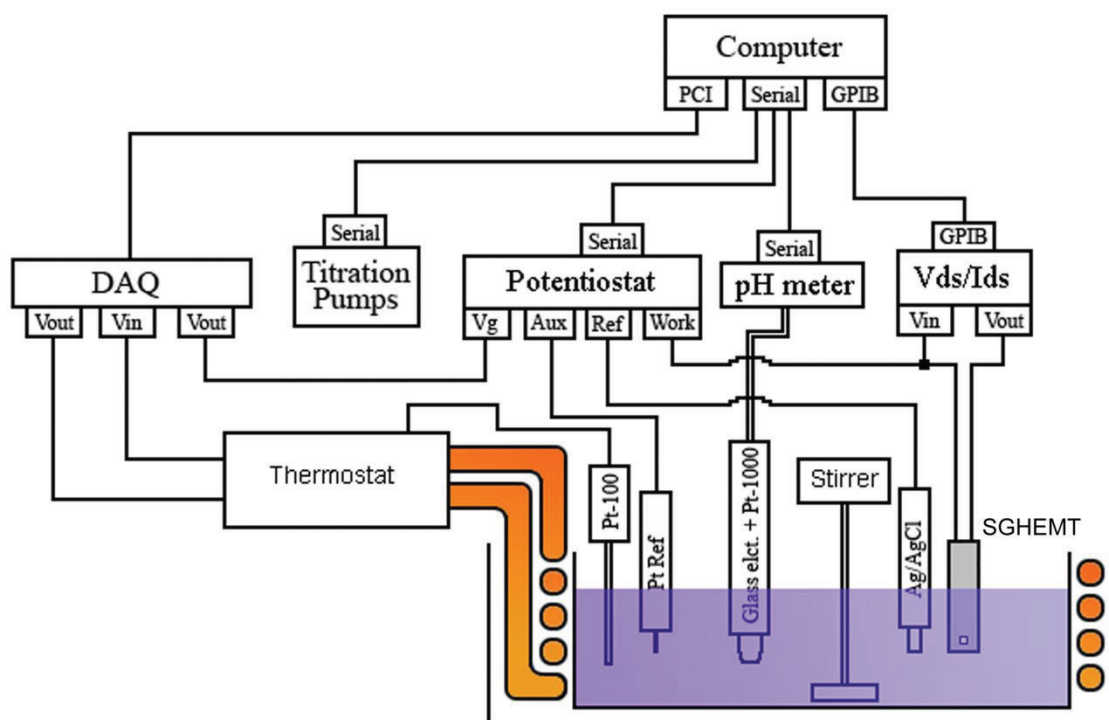 Computer
PCI
Serial
GPIB
Serial
Serial
Serial
GPIB
DAQ
Titration
Pumps
Potentiostat
pH meter
Vds/Ids
Vout
Vin
Vout
Vg
Aux
Ref
Work
Vin
Vout
Thermostat
Pt-100
Pt Ref
Glass elct. + Pt-1000
Stirrer
Ag/AgCl
SGHEMT